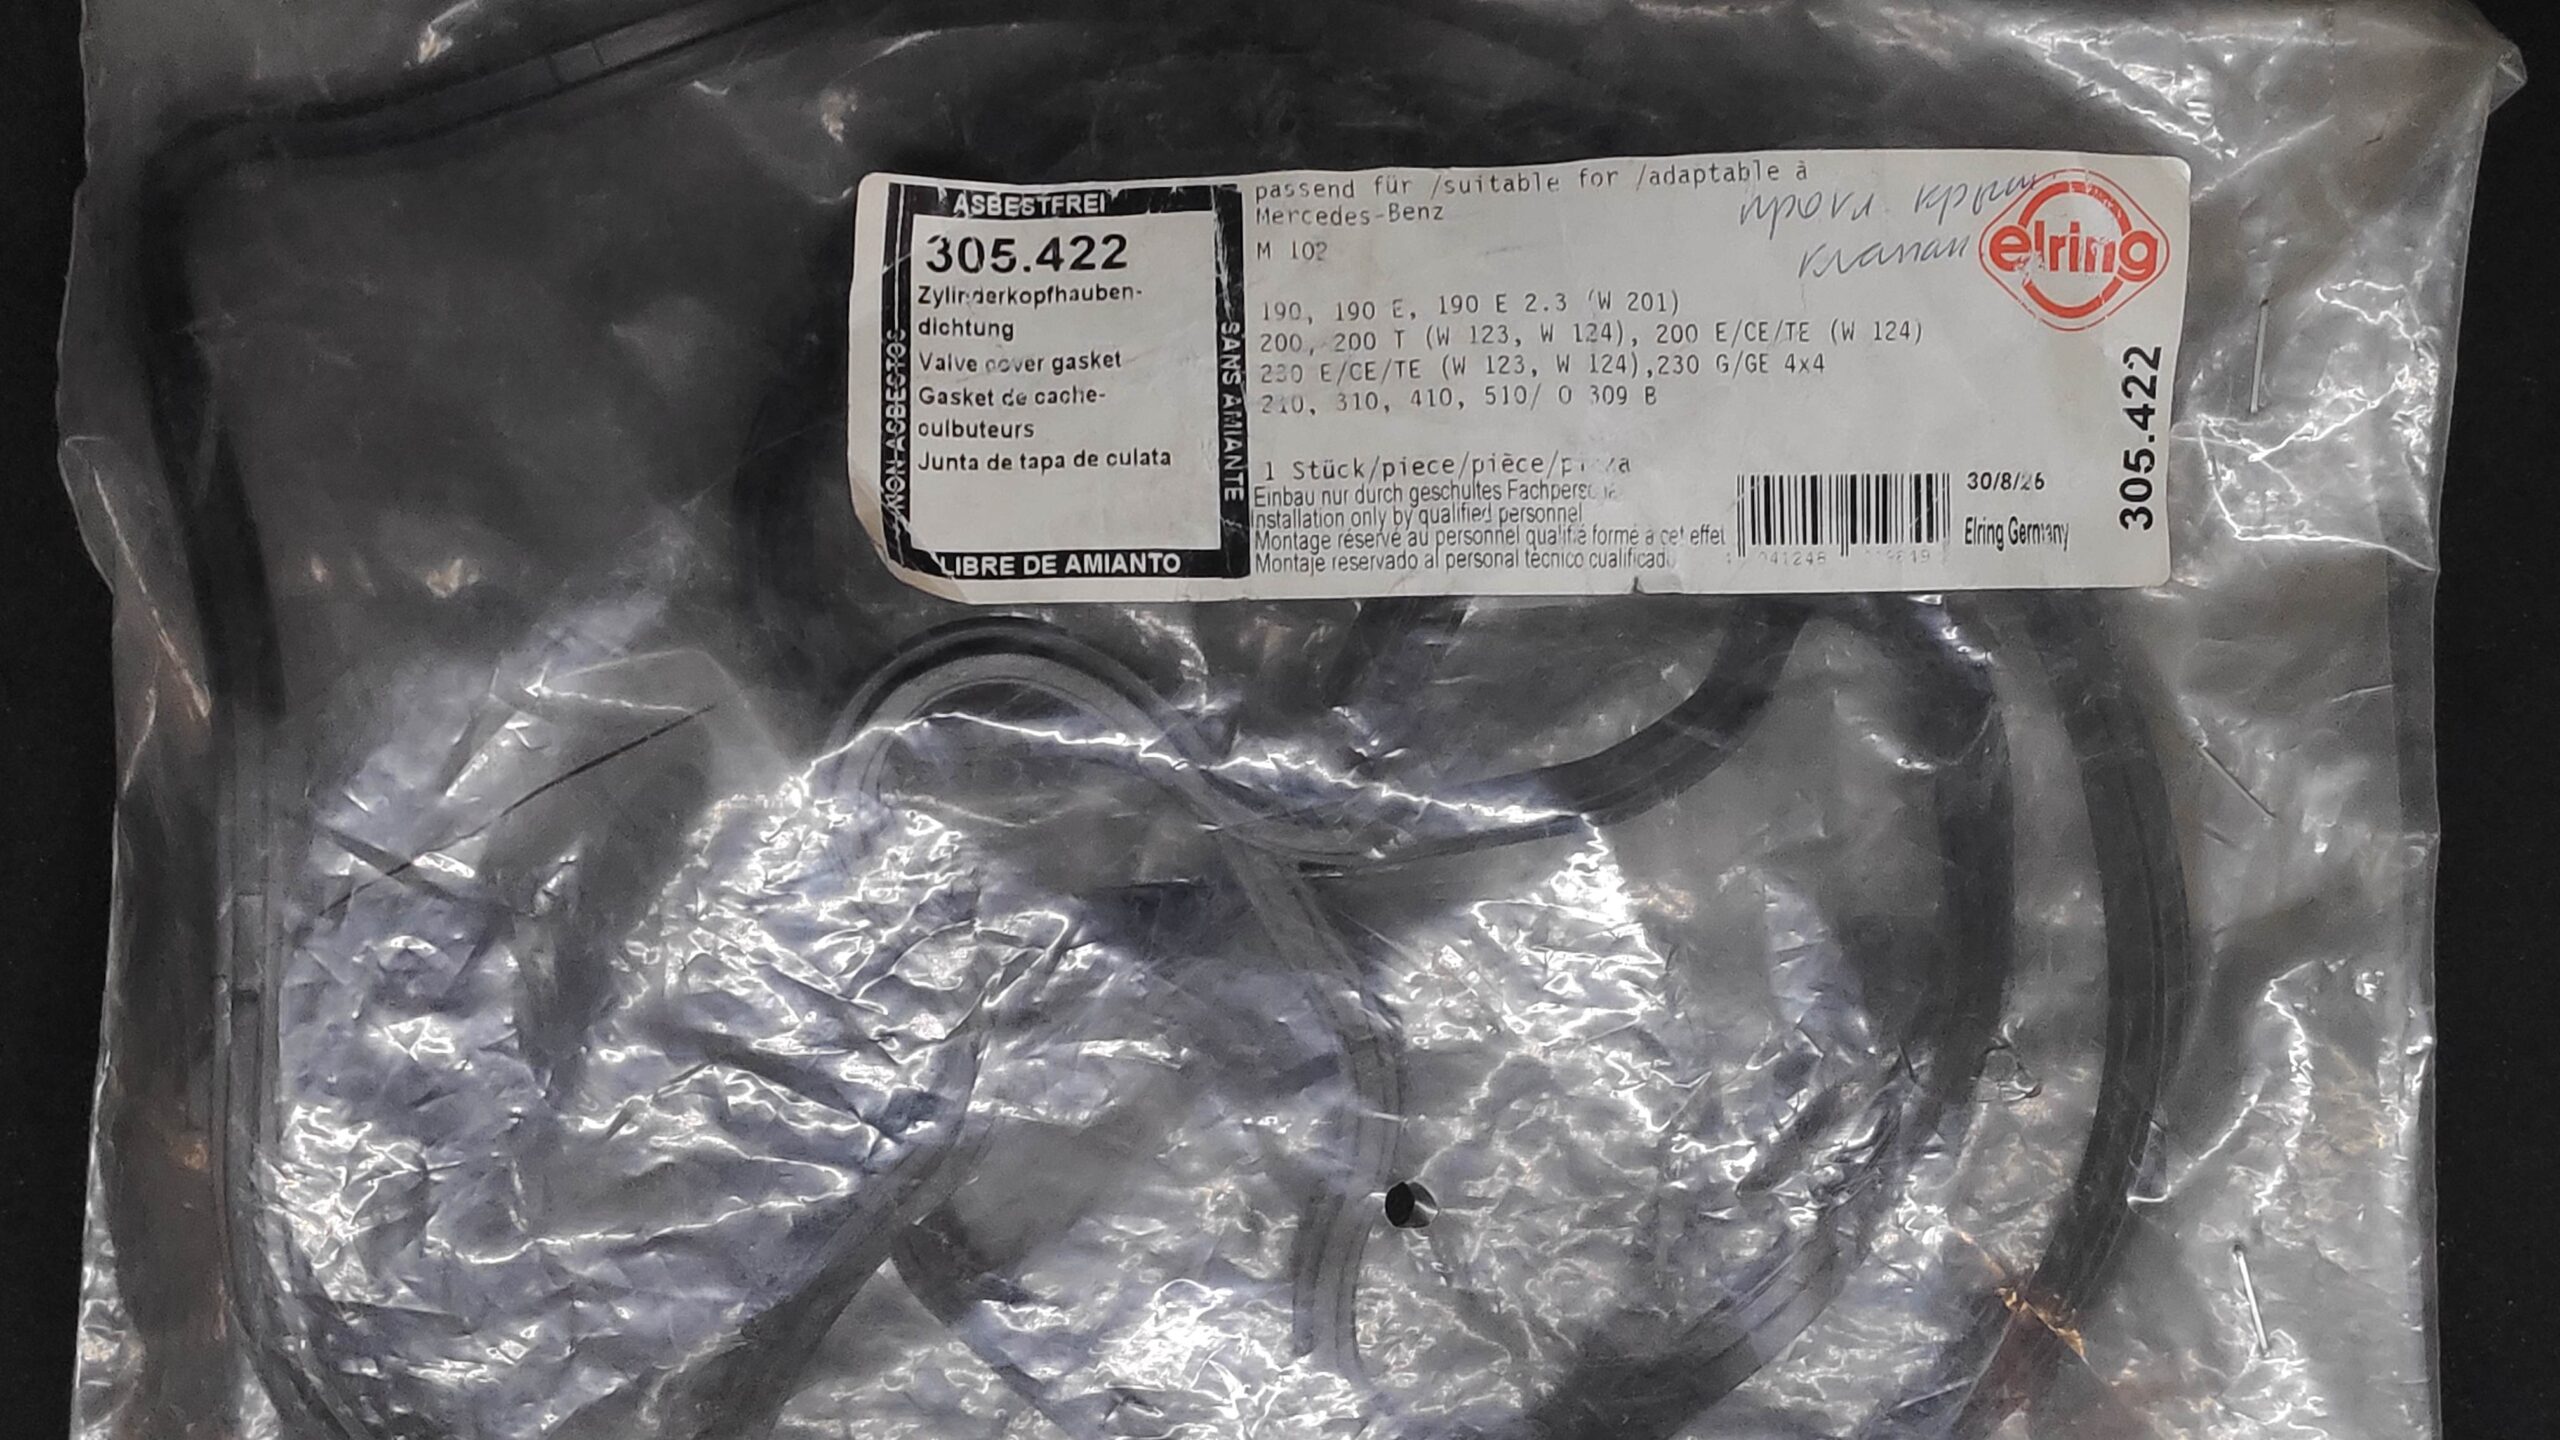 ASBESTFREI
305.422
Zylinderkopfhauben-
dichtung
Valve cover gasket
Gasket de cache-
culbuteurs
Junta de tapa de culata
NON ASBESTOS
SANS AMIANTE
LIBRE DE AMIANTO
passend für /suitable for /adaptable à
Mercedes-Benz
M 102
190, 190 E, 190 E 2.3 (W 201)
200, 200 T (W 123, W 124), 200 E/CE/TE (W 124)
230 E/CE/TE (W 123, W 124),230 G/GE 4x4
210, 310, 410, 510/ O 309 B
1 Stück/piece/pièce/pieza
Einbau nur durch geschultes Fachpersonal
Installation only by qualified personnel
Montage réservé au personnel qualifié formé à cet effet
Montaje reservado al personal técnico cualificado
прокл. крыш
клапан
elring
30/8/26
Elring Germany
305.422